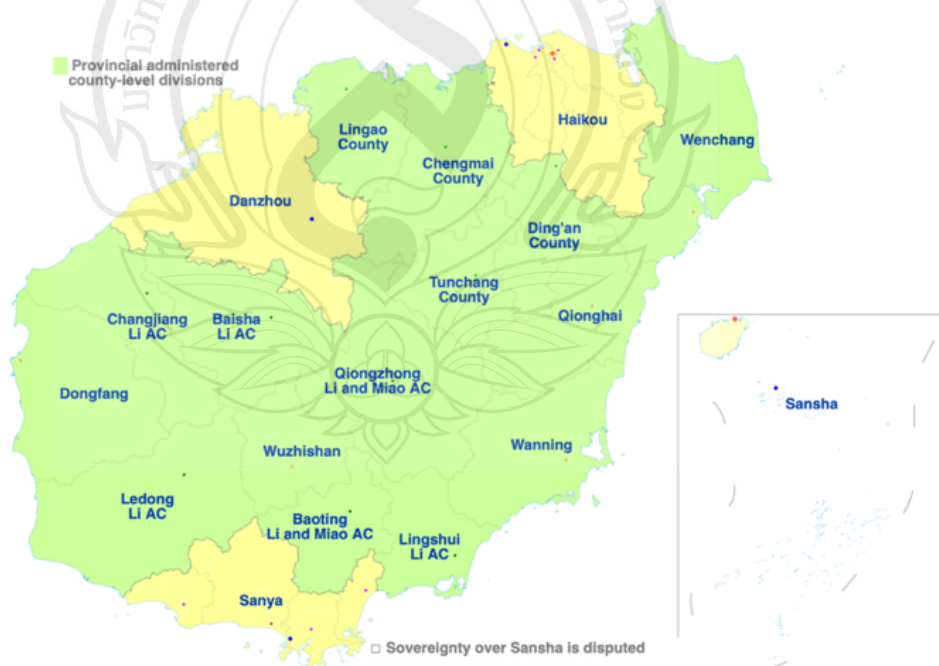 Provincial administered
county-level divisions
Haikou
Lingao
County
Wenchang
Chengmai
County
Danzhou
Ding'an
County
Tunchang
County
Changjiang
Li AC
Baisha
Li AC
Qionghai
Qiongzhong
Li and Miao AC
Dongfang
Sansha
Wuzhishan
Wanning
Ledong
Li AC
Baoting
Li and Miao AC
Lingshui
Li AC
Sanya
Sovereignty over Sansha is disputed